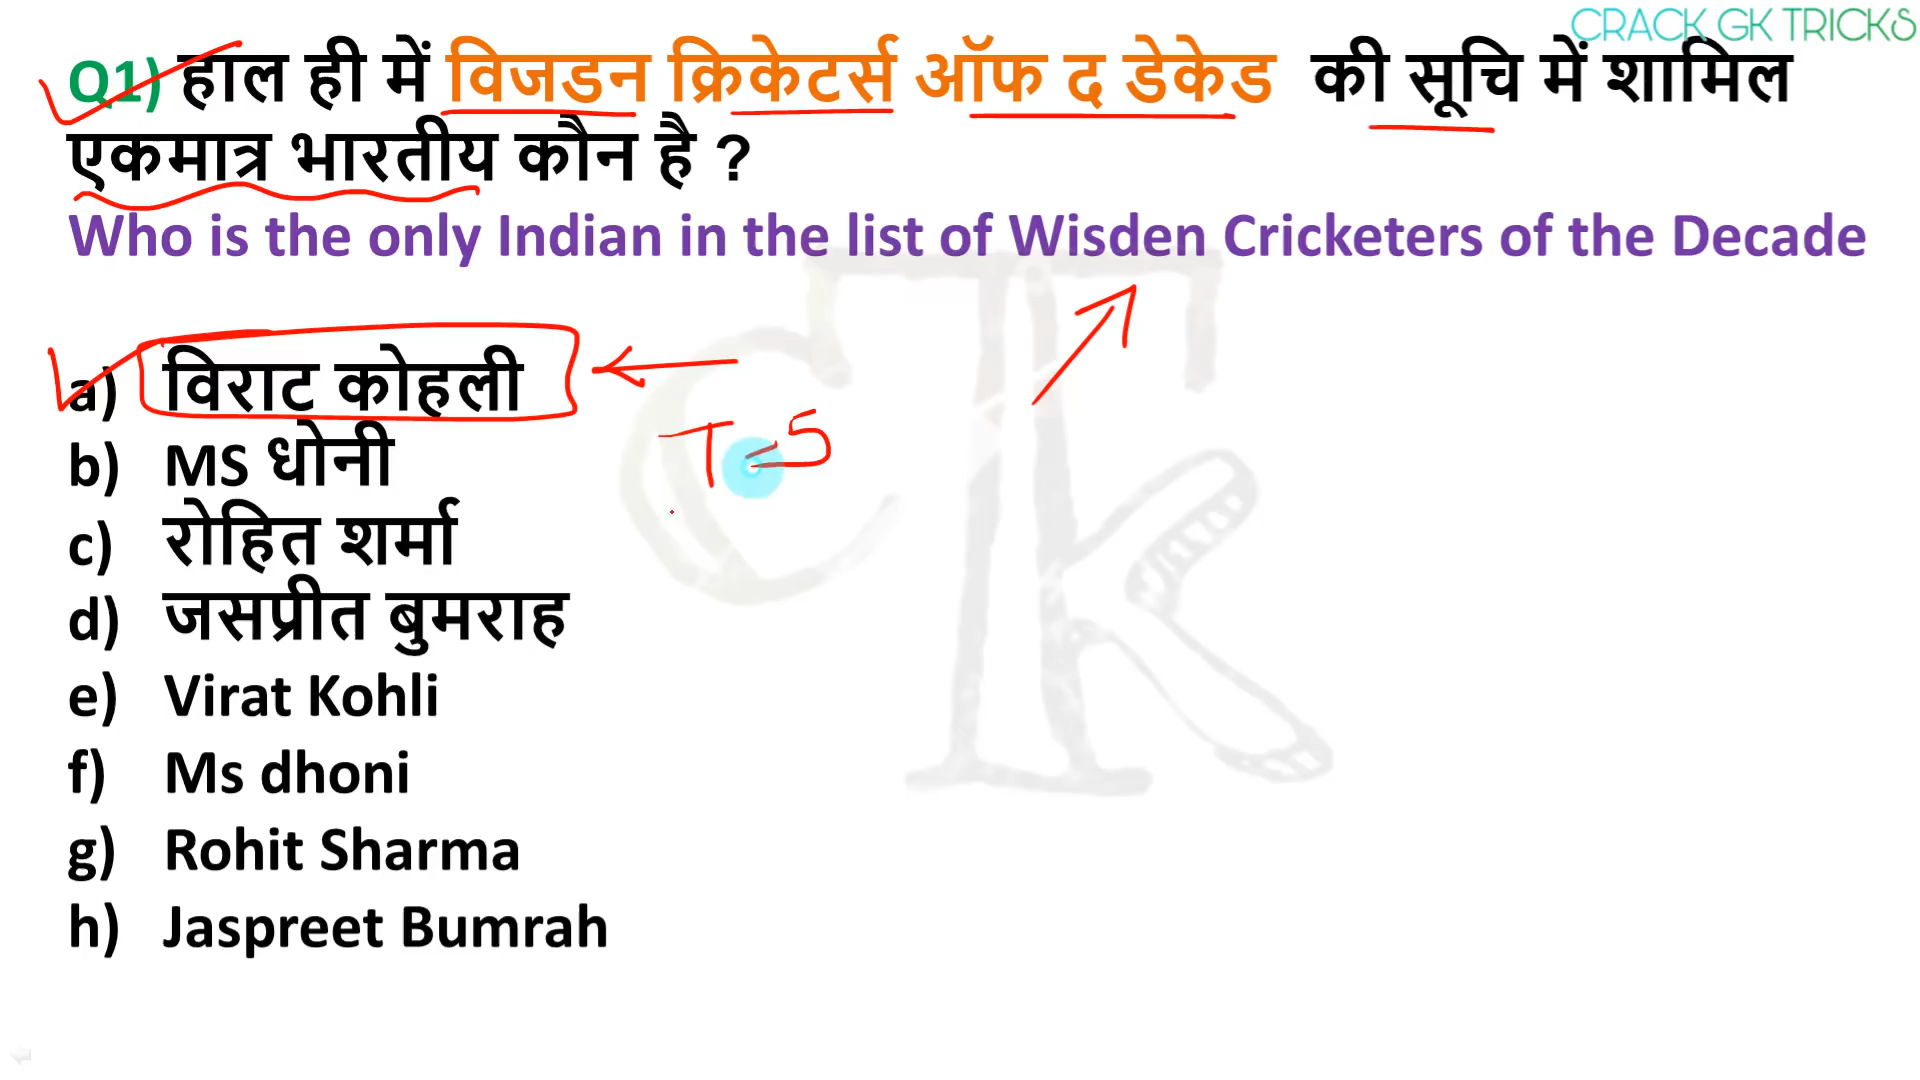 CRACK GK TRICKS
Q1) हाल ही में विजडन क्रिकेटर्स ऑफ द डेकेड की सूचि में शामिल
एकमात्र भारतीय कौन है ?
Who is the only Indian in the list of Wisden Cricketers of the Decade
a) विराट कोहली
T=5
b) MS धोनी
c) रोहित शर्मा
d) जसप्रीत बुमराह
e) Virat Kohli
f) Ms dhoni
g) Rohit Sharma
h) Jaspreet Bumrah